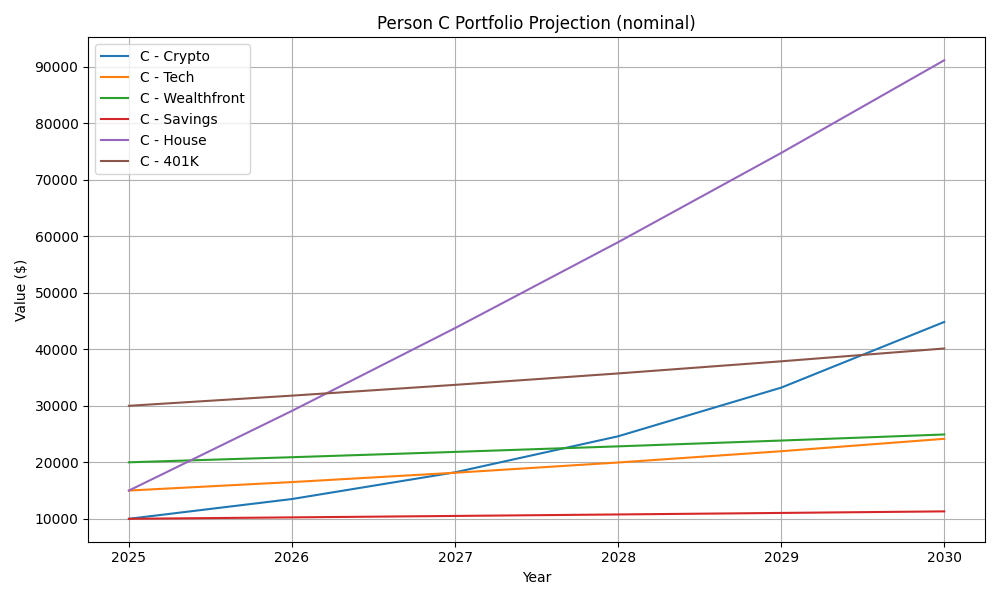 Person C Portfolio Projection (nominal)
C - Crypto
C - Tech
C - Wealthfront
C - Savings
C - House
C - 401K
Value ($)
90000
80000
70000
60000
50000
40000
30000
20000
10000
2025 2026 2027 2028 2029 2030
Year